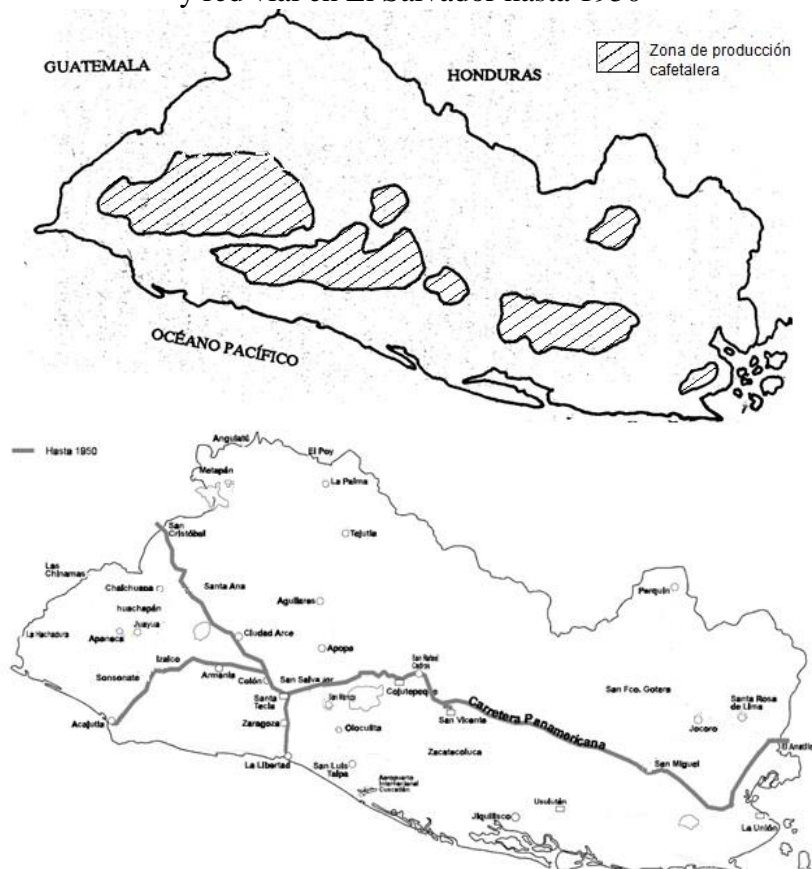 y red vial en El Salvador hasta 1950
GUATEMALA
HONDURAS
Zona de producción
cafetalera
OCÉANO PACÍFICO
Hasta 1950
Anguiatú
El Poy
Metapán
La Palma
San
Cristóbal
Tejutla
Las
Chinamas
Chalchuapa
Santa Ana
huachapán
Aguilares
Perquín
La Hachadura
Apaneca
Juayua
Ciudad Arce
Apopa
Izalco
San Rafael
Cedros
Sonsonate
Armenia
Colón
San Salvador
Cojutepeque
San Fco. Gotera
Santa Rosa
de Lima
Santa
Tecla
San Marcos
Carretera Panamericana
San Vicente
Jocoro
Acajutla
Zaragoza
Olocuilta
Zacatecoluca
El Amatillo
La Libertad
San Luis
Talpa
Aeropuerto
Internacional
Cuscatlán
San Miguel
Usulután
Jiquilisco
La Unión